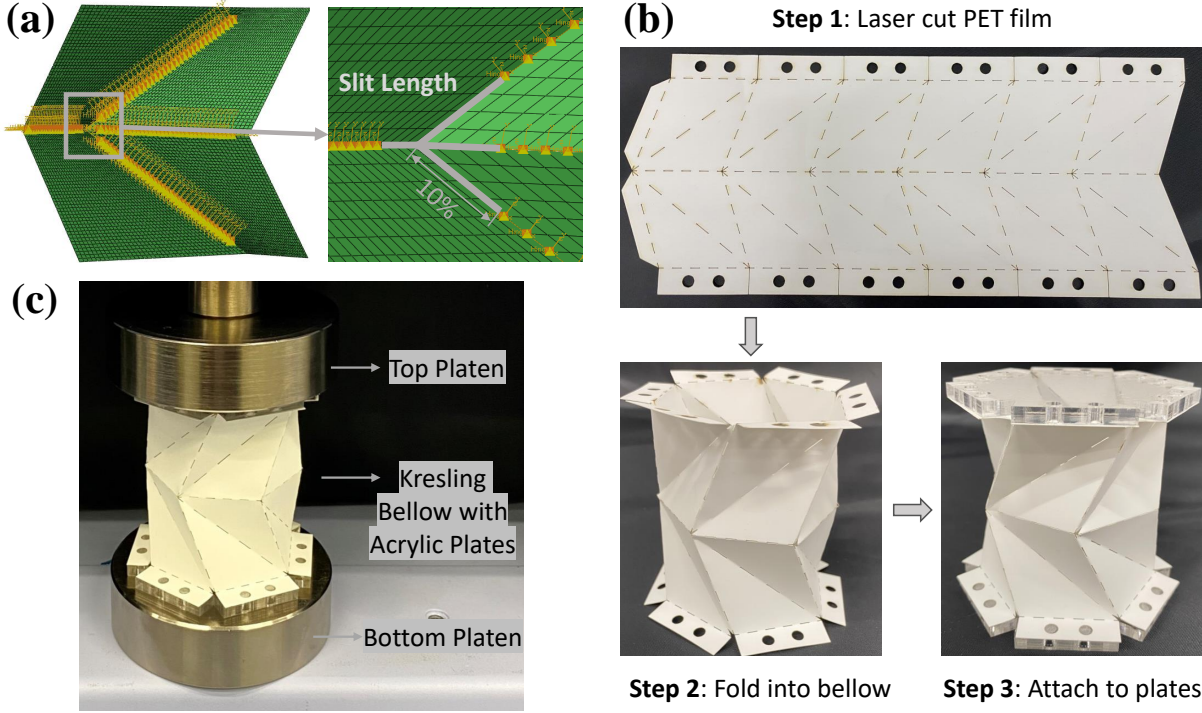 (a)
Slit Length
10%
(b)
Step 1: Laser cut PET film
(c)
Top Platen
Kresling
Bellow with
Acrylic Plates
Bottom Platen
Step 2: Fold into bellow
Step 3: Attach to plates